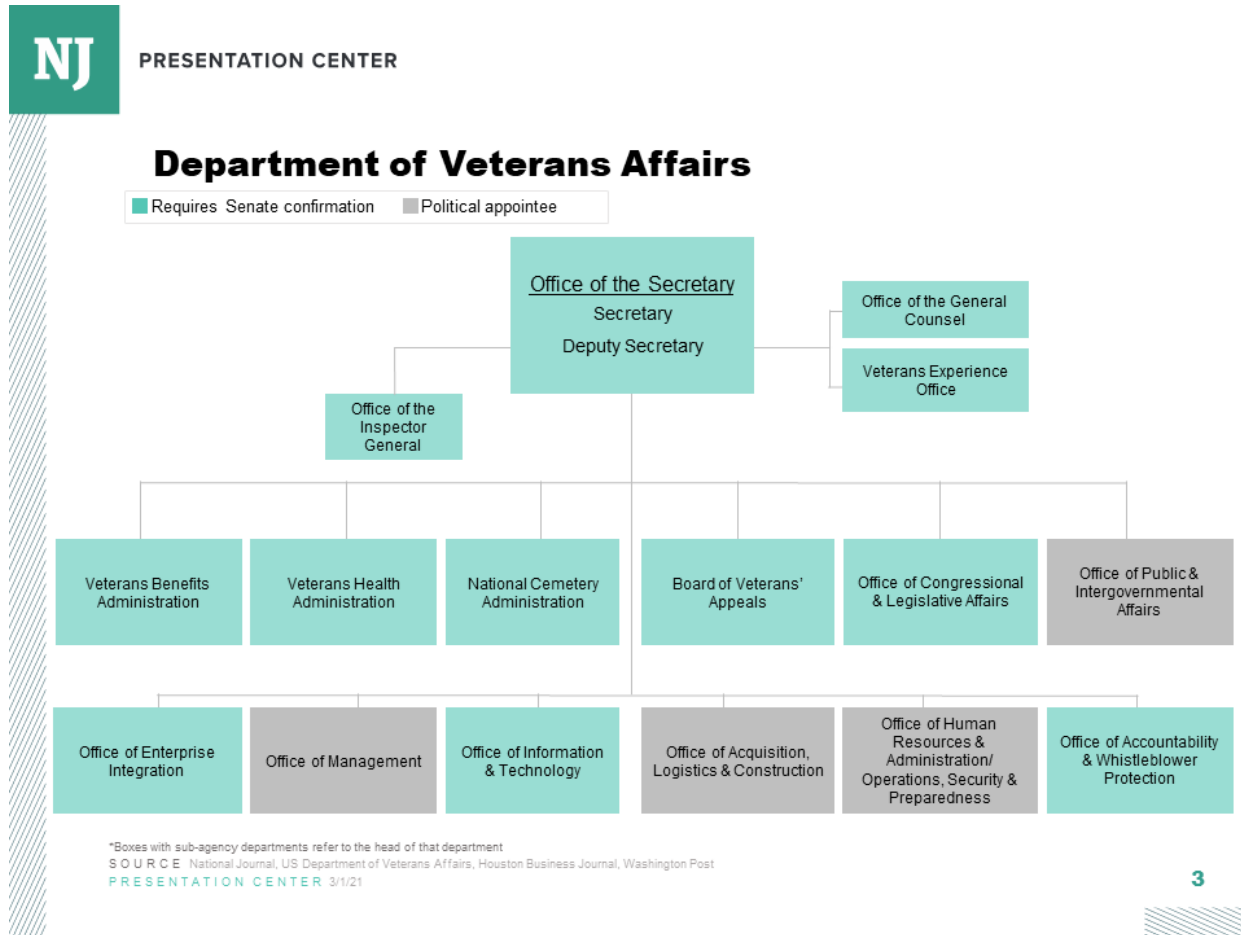 NJ
PRESENTATION CENTER
Department of Veterans Affairs
Requires Senate confirmation
Political appointee
Office of the Secretary
Secretary
Deputy Secretary
Office of the General
Counsel
Veterans Experience
Office
Office of the
Inspector
General
Veterans Benefits
Administration
Veterans Health
Administration
National Cemetery
Administration
Board of Veterans’
Appeals
Office of Congressional
& Legislative Affairs
Office of Public &
Intergovernmental
Affairs
Office of Enterprise
Integration
Office of Management
Office of Information
& Technology
Office of Acquisition,
Logistics & Construction
Office of Human
Resources &
Administration/
Operations, Security &
Preparedness
Office of Accountability
& Whistleblower
Protection
*Boxes with sub-agency departments refer to the head of that department
SOURCE National Journal, US Department of Veterans Affairs, Houston Business Journal, Washington Post
PRESENTATION CENTER 3/1/21
3